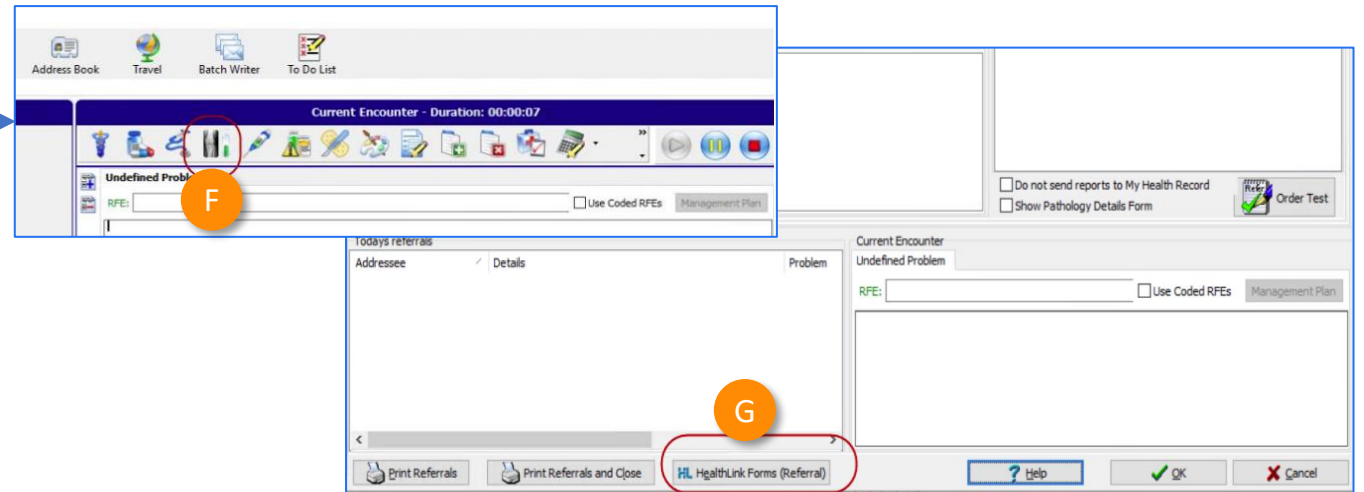 Address Book Travel Batch Writer To Do List
Current Encounter - Duration: 00:00:07
Undefined Probl
RFE: Use Coded RFEs Management Plan
F
Do not send reports to My Health Record
Show Pathology Details Form
Refer
Order Test
Todays referrals
Addressee Details Problem
Current Encounter
Undefined Problem
RFE: Use Coded RFEs Management Plan
G
Print Referrals Print Referrals and Close HL HealthLink Forms (Referral) ? Help OK Cancel